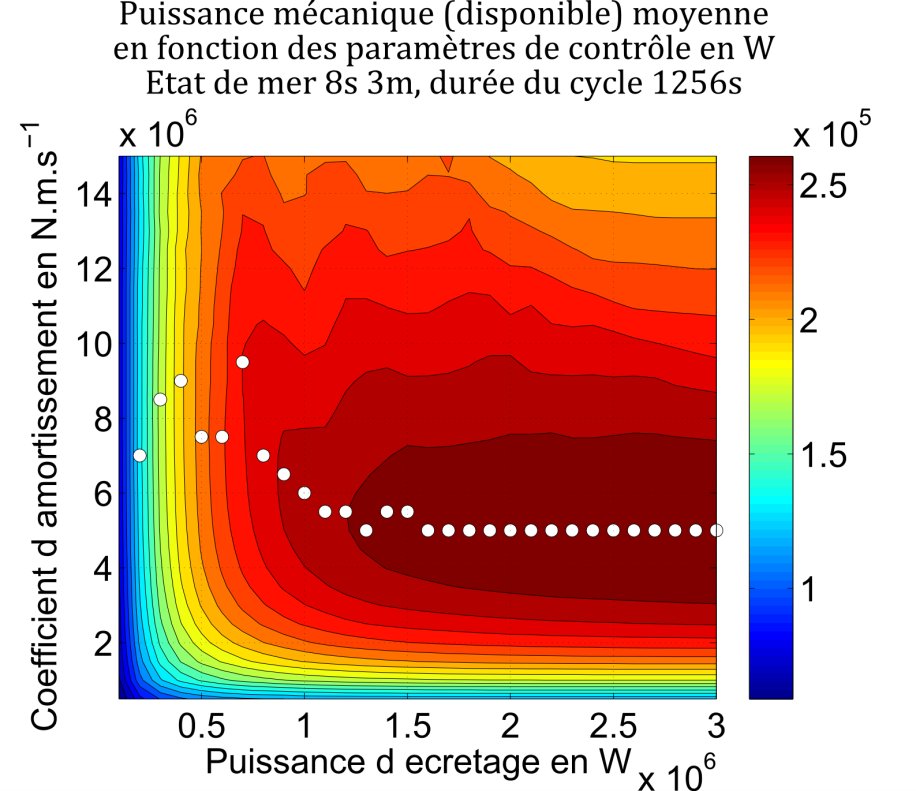 Puissance mécanique (disponible) moyenne
en fonction des paramètres de contrôle en W
Etat de mer 8s 3m, durée du cycle 1256s
x 10^6
x 10^5
Coefficient d amortissement en N.m.s^−1
14
12
10
8
6
4
2
0.5 1 1.5 2 2.5 3
Puissance d ecretage en W
x 10^6
2.5
2
1.5
1